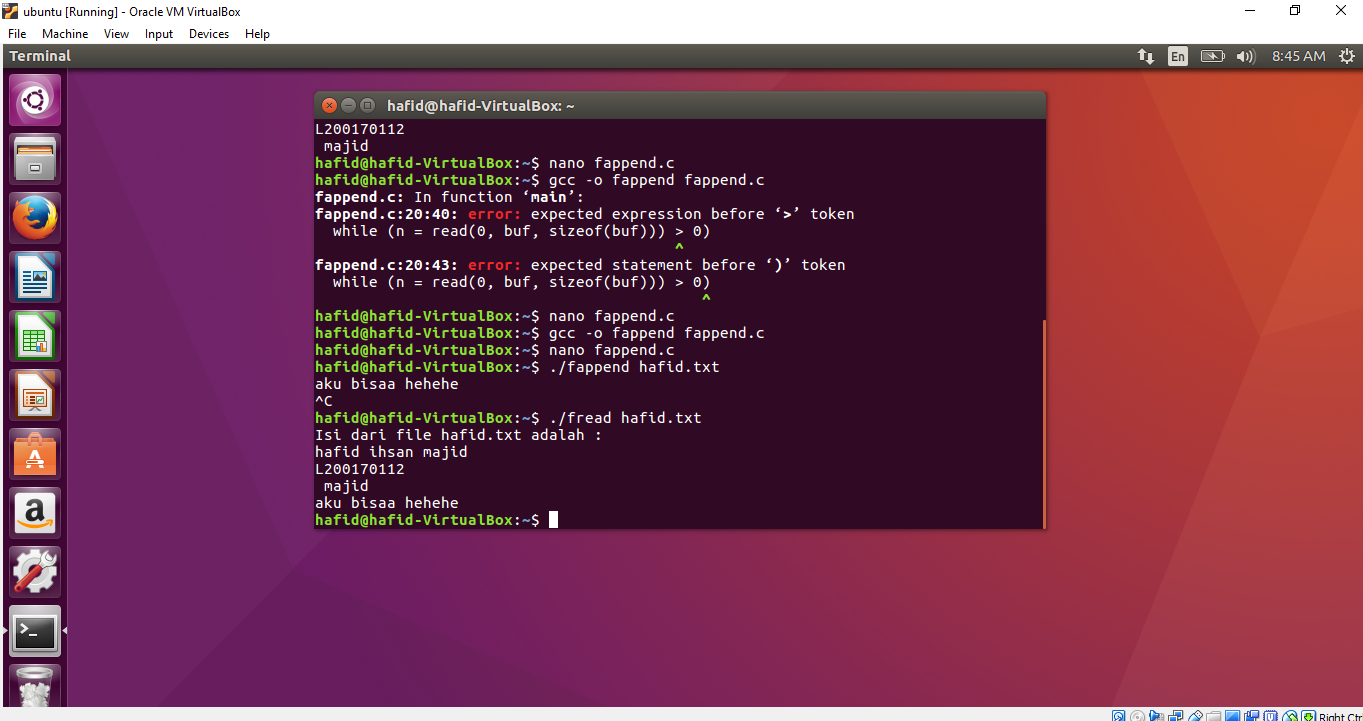 ubuntu [Running] - Oracle VM VirtualBox
File Machine View Input Devices Help
Terminal En 8:45 AM
hafid@hafid-VirtualBox: ~
L200170112
 majid
hafid@hafid-VirtualBox:~$ nano fappend.c
hafid@hafid-VirtualBox:~$ gcc -o fappend fappend.c
fappend.c: In function ‘main’:
fappend.c:20:40: error: expected expression before ‘>’ token
  while (n = read(0, buf, sizeof(buf))) > 0)
^
fappend.c:20:43: error: expected statement before ‘)’ token
  while (n = read(0, buf, sizeof(buf))) > 0)
^
hafid@hafid-VirtualBox:~$ nano fappend.c
hafid@hafid-VirtualBox:~$ gcc -o fappend fappend.c
hafid@hafid-VirtualBox:~$ nano fappend.c
hafid@hafid-VirtualBox:~$ ./fappend hafid.txt
aku bisaa hehehe
^C
hafid@hafid-VirtualBox:~$ ./fread hafid.txt
Isi dari file hafid.txt adalah :
hafid ihsan majid
L200170112
 majid
aku bisaa hehehe
hafid@hafid-VirtualBox:~$
a
>_
Right Ctr